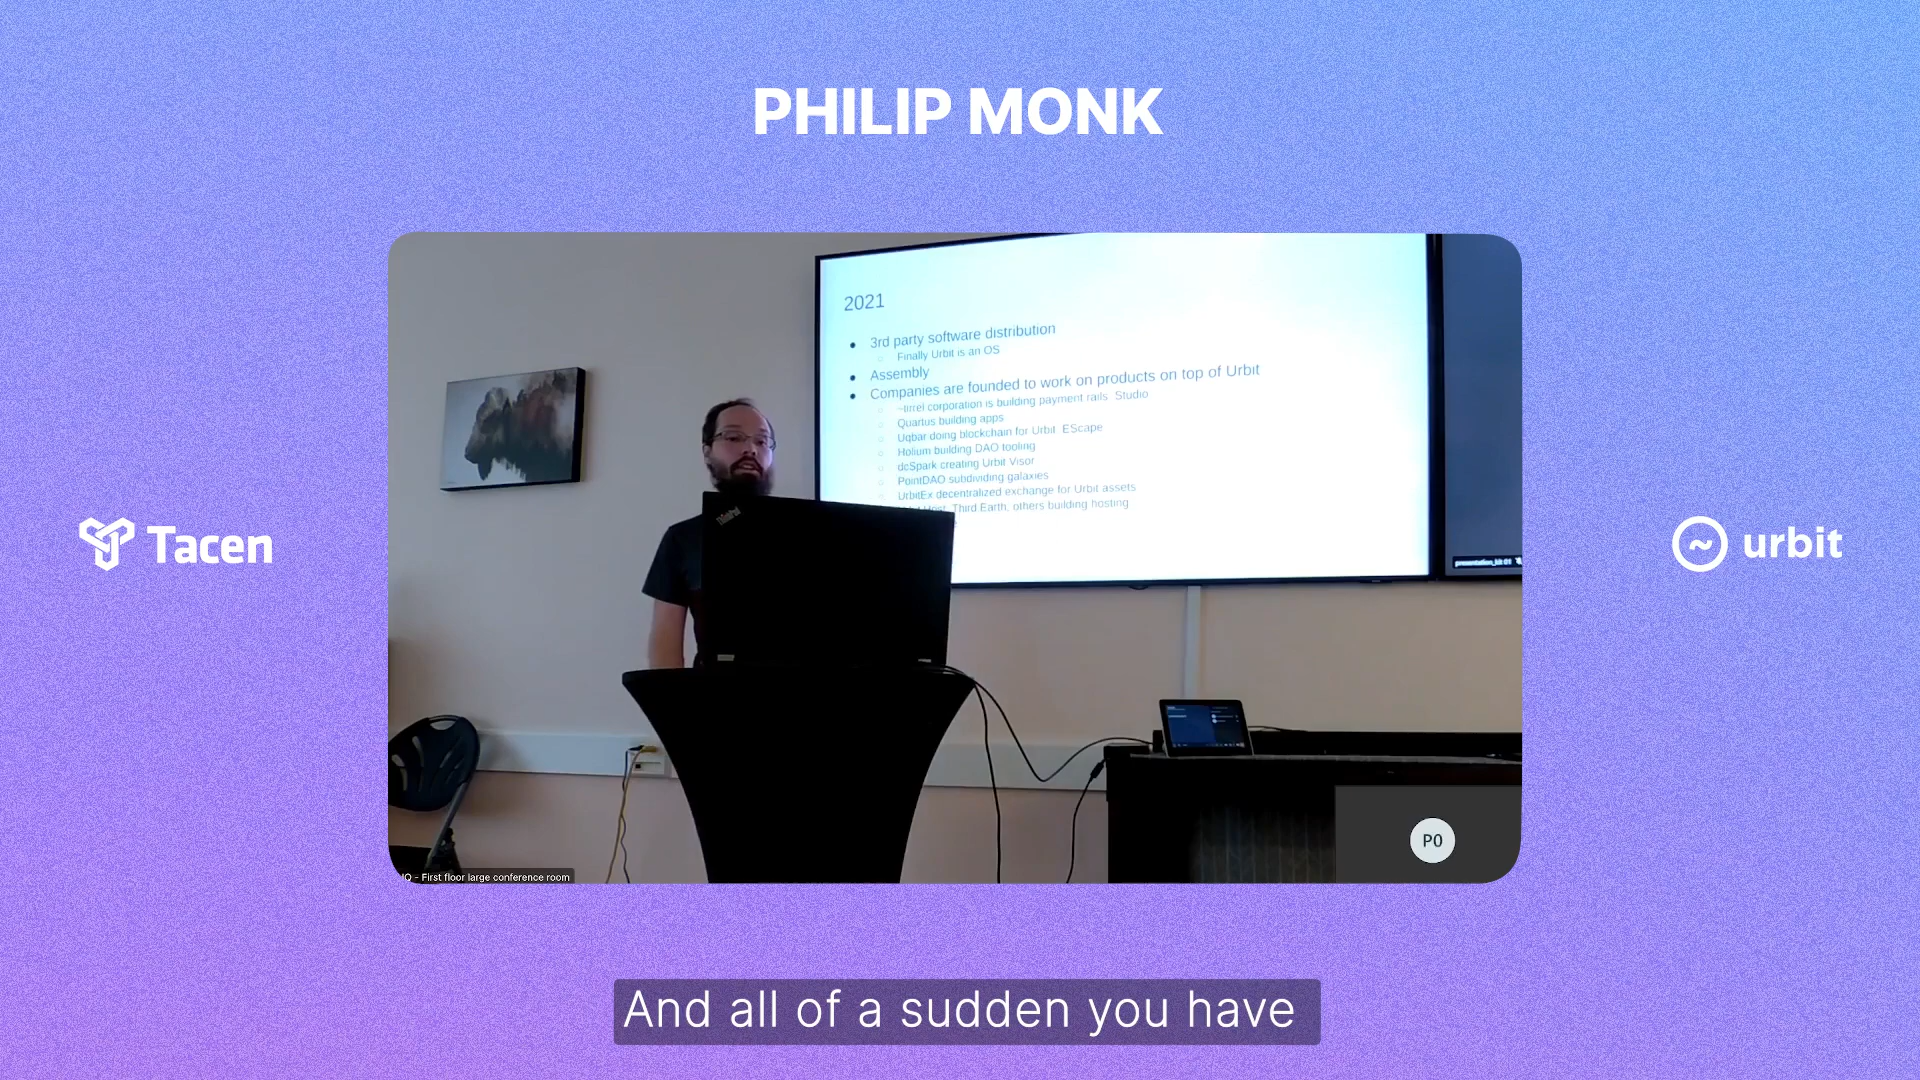 PHILIP MONK
2021
3rd party software distribution
Finally Urbit is an OS
Assembly
Companies are founded to work on products on top of Urbit
~tirrel corporation is building payment rails Studio
Quartus building apps
Uqbar doing blockchain for Urbit EScape
Holium building DAO tooling
dcSpark creating Urbit Visor
PointDAO subdividing galaxies
UrbitEx decentralized exchange for Urbit assets
Host, Third Earth, others building hosting
ThinkPad
Tacen
urbit
P0
- First floor large conference room
And all of a sudden you have